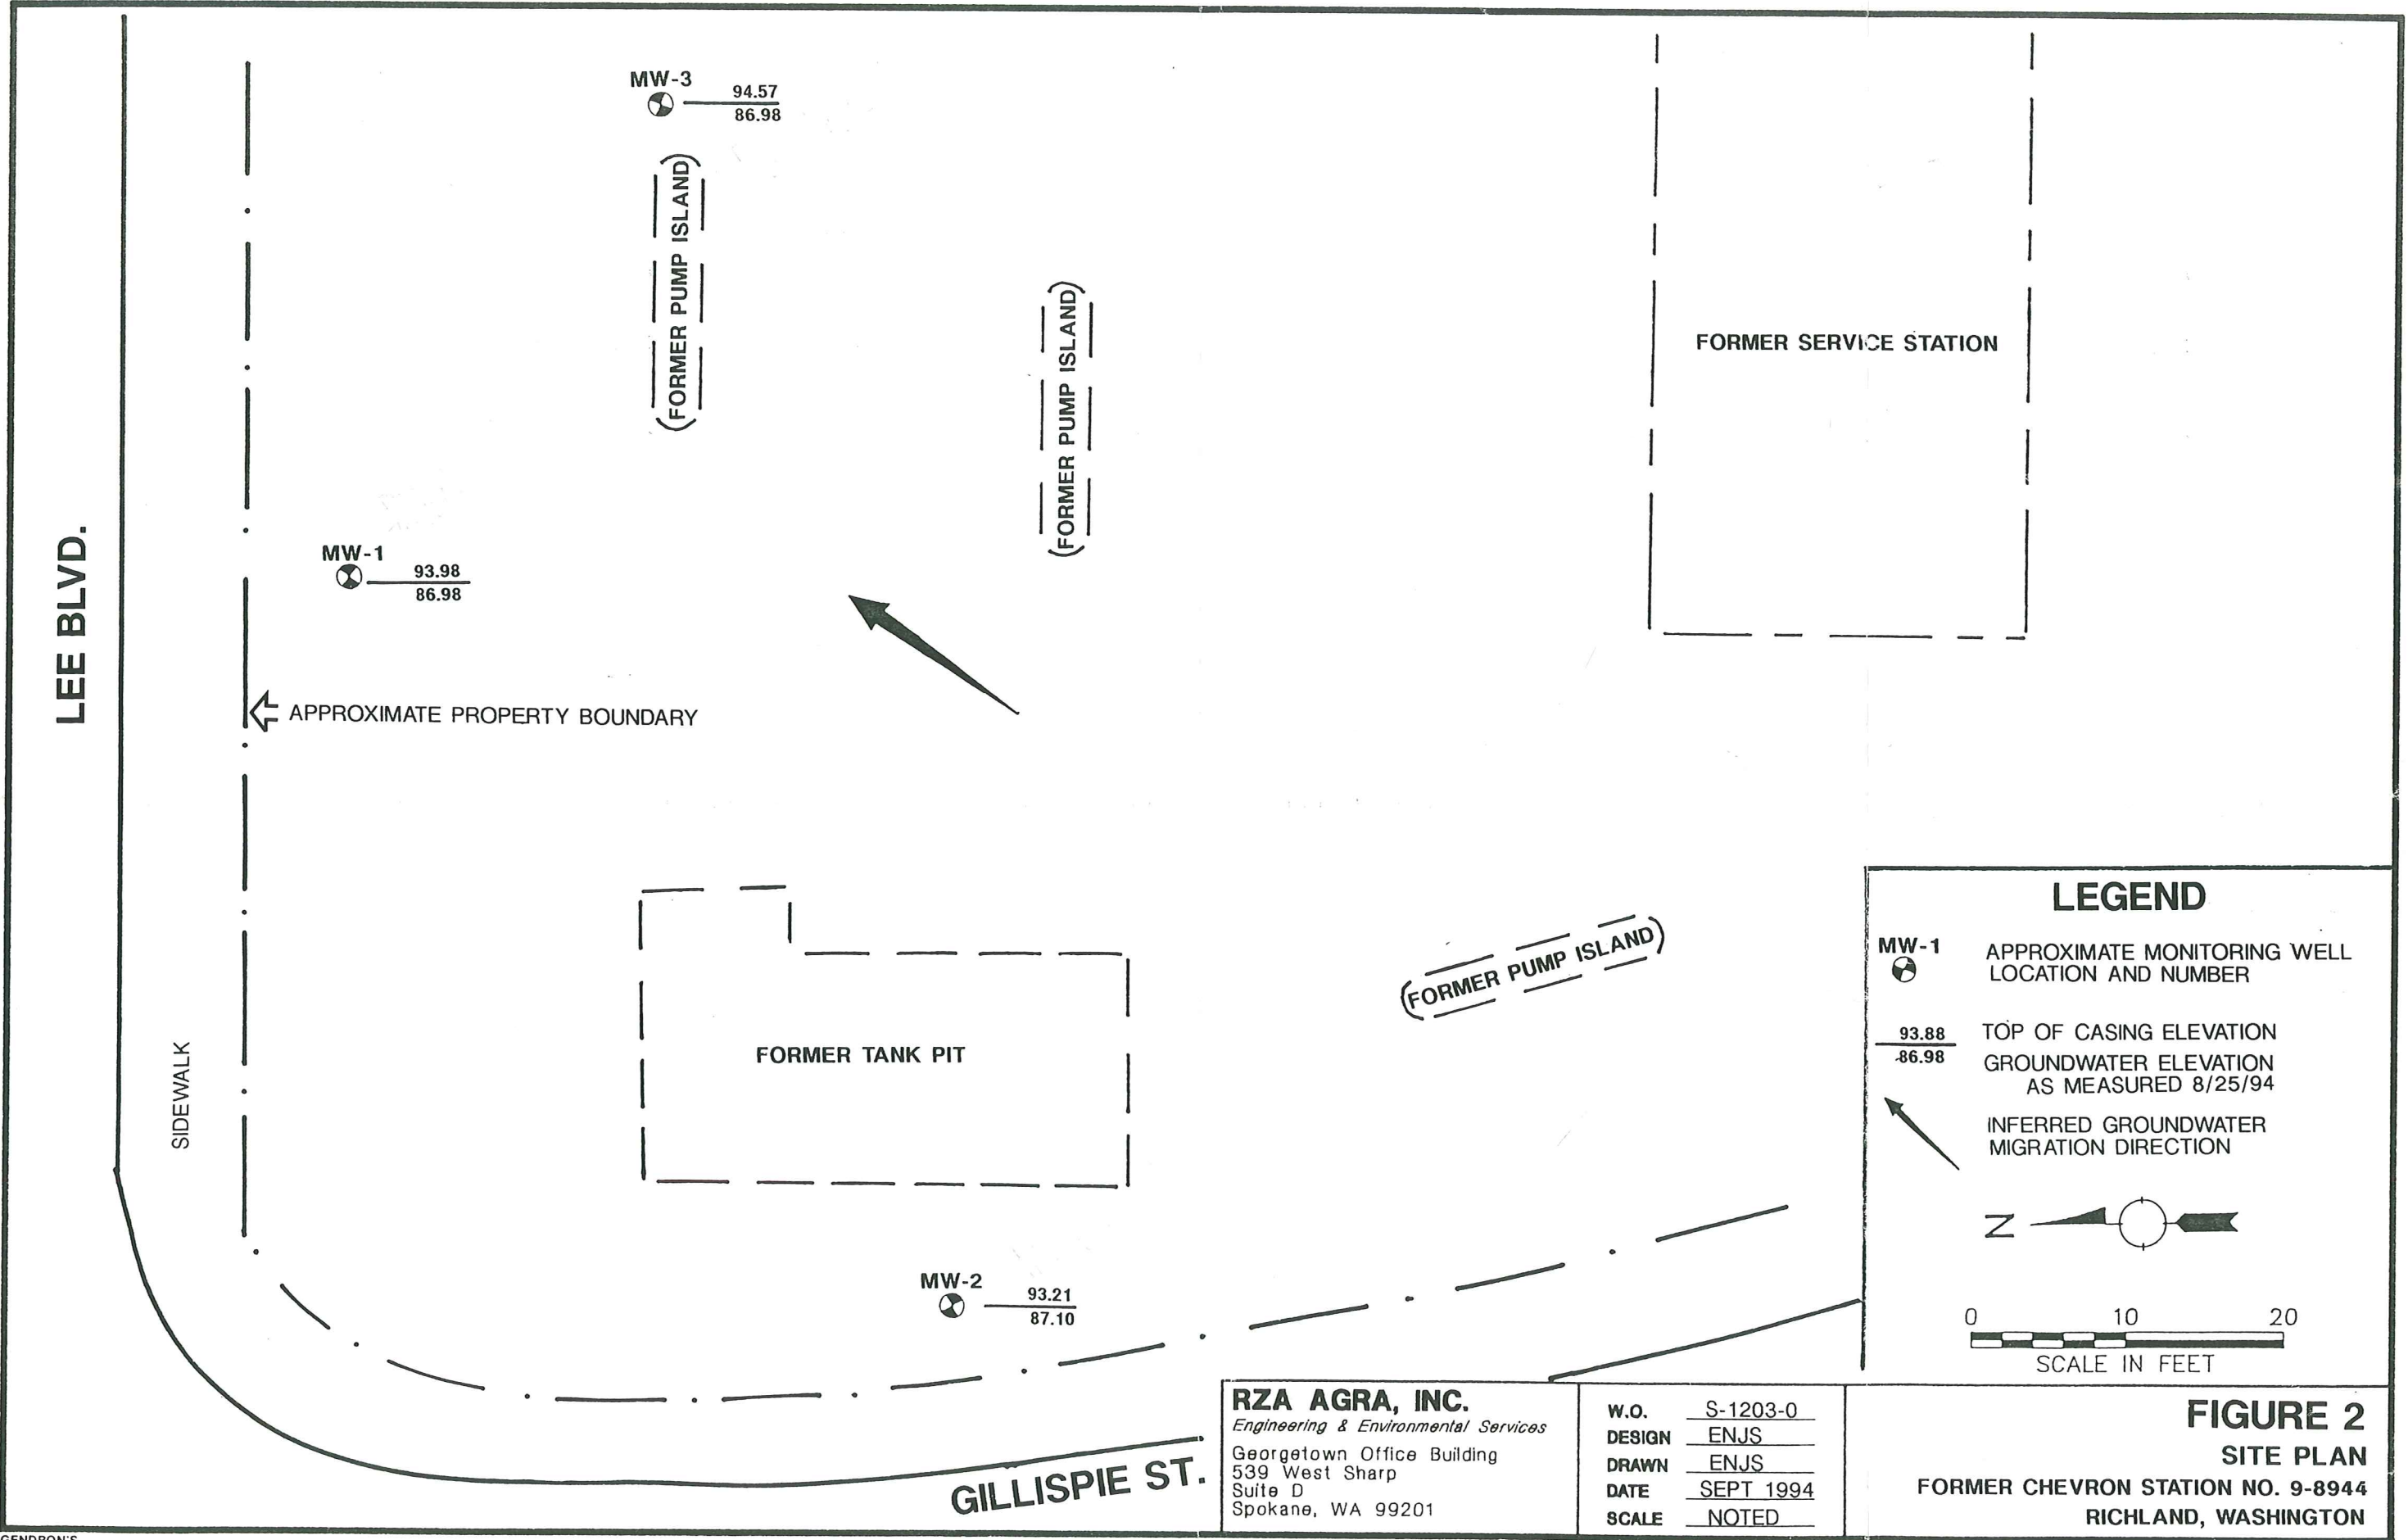 MW-3
94.57
86.98
(FORMER PUMP ISLAND)
(FORMER PUMP ISLAND)
FORMER SERVICE STATION
LEE BLVD.
MW-1
93.98
86.98
APPROXIMATE PROPERTY BOUNDARY
SIDEWALK
FORMER TANK PIT
(FORMER PUMP ISLAND)
MW-2
93.21
87.10
GILLISPIE ST.
LEGEND
MW-1
APPROXIMATE MONITORING WELL
LOCATION AND NUMBER
93.88
TOP OF CASING ELEVATION
86.98
GROUNDWATER ELEVATION
AS MEASURED 8/25/94
INFERRED GROUNDWATER
MIGRATION DIRECTION
N
0 10 20
SCALE IN FEET
RZA AGRA, INC.
Engineering & Environmental Services
Georgetown Office Building
539 West Sharp
Suite D
Spokane, WA 99201
W.O. S-1203-0
DESIGN ENJS
DRAWN ENJS
DATE SEPT 1994
SCALE NOTED
FIGURE 2
SITE PLAN
FORMER CHEVRON STATION NO. 9-8944
RICHLAND, WASHINGTON
GENDRON'S